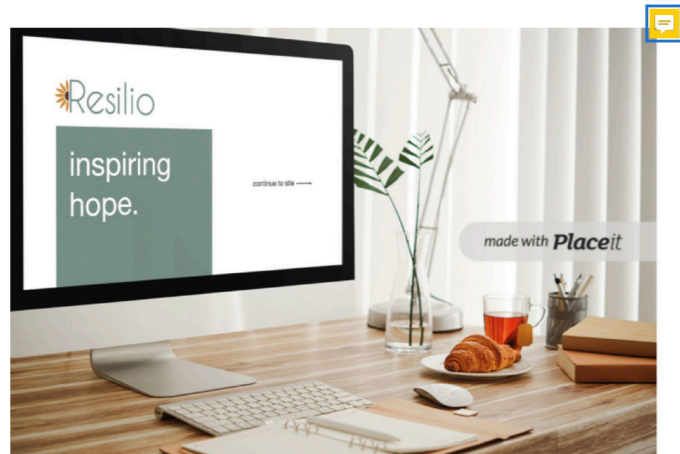 Resilio
inspiring
hope.
continue to site
made with Placeit